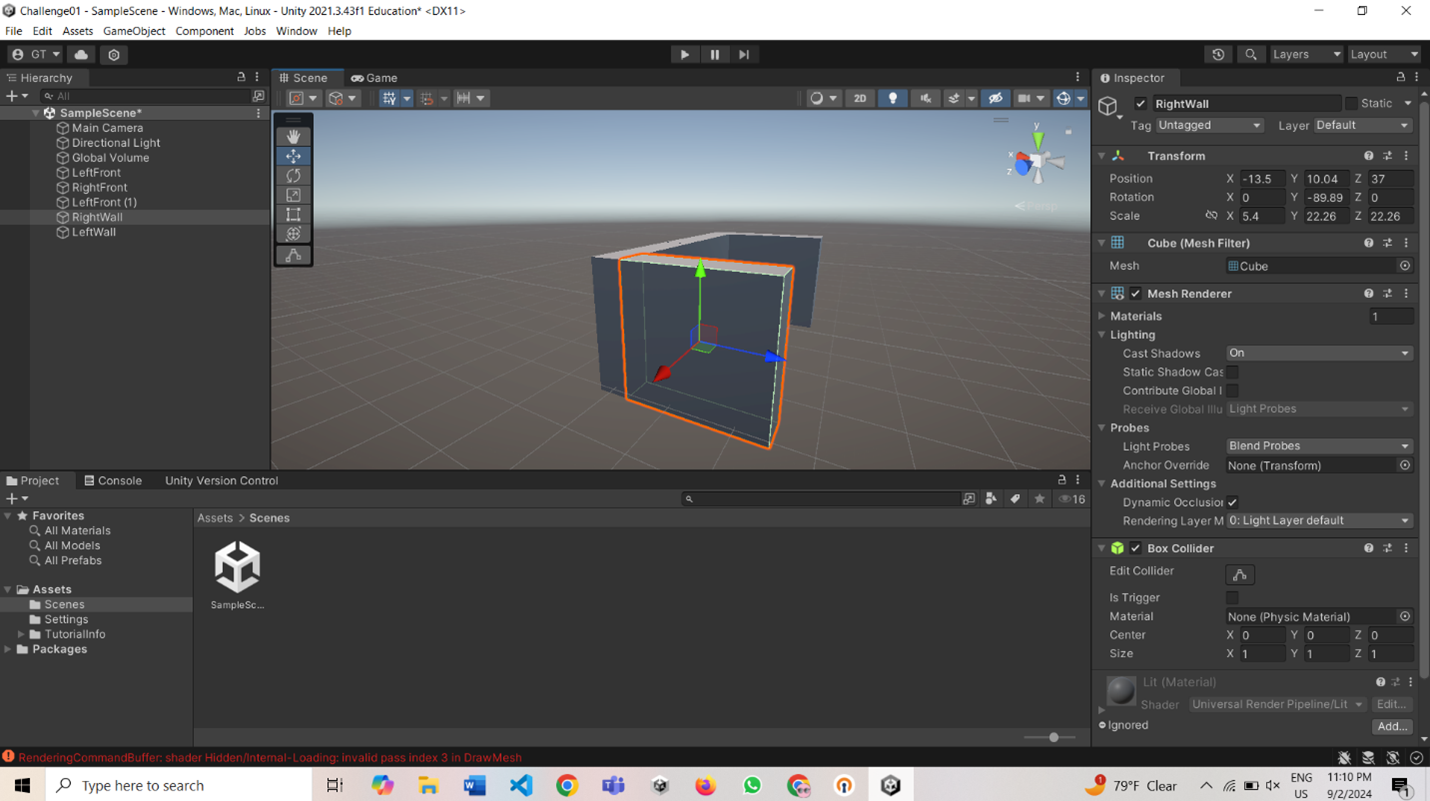 Challenge01 - SampleScene - Windows, Mac, Linux - Unity 2021.3.43f1 Education* <DX11>
File Edit Assets GameObject Component Jobs Window Help
GT Layers Layout
Hierarchy
All
SampleScene*
Main Camera
Directional Light
Global Volume
LeftFront
RightFront
LeftFront (1)
RightWall
LeftWall
Scene Game
2D
y
x
z
Persp
Inspector
RightWall Static
Tag Untagged Layer Default
Transform
Position X -13.5 Y 10.04 Z 37
Rotation X 0 Y -89.89 Z 0
Scale X 5.4 Y 22.26 Z 22.26
Cube (Mesh Filter)
Mesh Cube
Mesh Renderer
Materials 1
Lighting
Cast Shadows On
Static Shadow Cas
Contribute Global I
Receive Global Illu Light Probes
Probes
Light Probes Blend Probes
Anchor Override None (Transform)
Additional Settings
Dynamic Occlusion
Rendering Layer M 0: Light Layer default
Box Collider
Edit Collider
Is Trigger
Material None (Physic Material)
Center X 0 Y 0 Z 0
Size X 1 Y 1 Z 1
Lit (Material)
Shader Universal Render Pipeline/Lit Edit...
Ignored Add...
Project Console Unity Version Control
16
Favorites
All Materials
All Models
All Prefabs
Assets
Scenes
Settings
TutorialInfo
Packages
Assets > Scenes
SampleSc...
RenderingCommandBuffer: shader Hidden/Internal-Loading: invalid pass index 3 in DrawMesh
Type here to search
1
79°F Clear
ENG
US
11:10 PM
9/2/2024
1